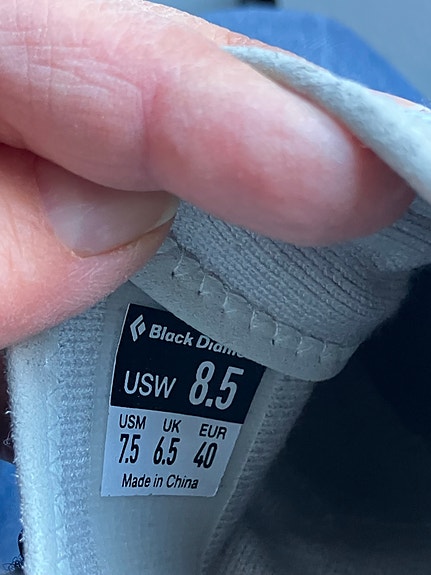 Black Diam
USW 8.5
USM UK EUR
7.5 6.5 40
Made in China